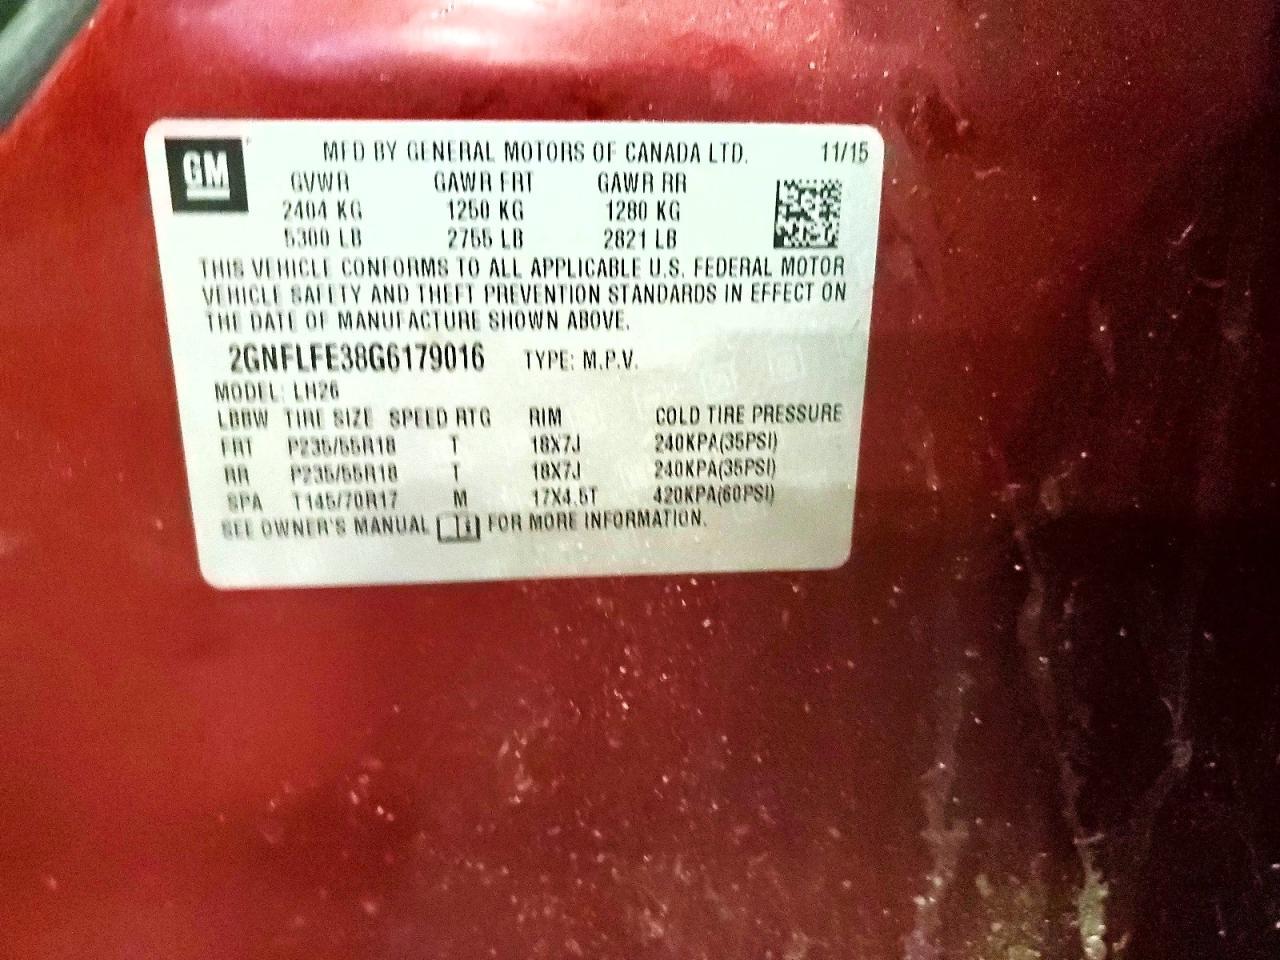 GM MFD BY GENERAL MOTORS OF CANADA LTD. 11/15
GVWR GAWR FRT GAWR RR
2404 KG 1250 KG 1280 KG
5300 LB 2755 LB 2821 LB
THIS VEHICLE CONFORMS TO ALL APPLICABLE U.S. FEDERAL MOTOR
VEHICLE SAFETY AND THEFT PREVENTION STANDARDS IN EFFECT ON
THE DATE OF MANUFACTURE SHOWN ABOVE.
2GNFLFE38G6179016 TYPE: M.P.V.
MODEL: LH26
LBBW TIRE SIZE SPEED RTG RIM COLD TIRE PRESSURE
FRT P235/55R18 T 18X7J 240KPA(35PSI)
RR P235/55R18 T 18X7J 240KPA(35PSI)
SPA T145/70R17 M 17X4.5T 420KPA(60PSI)
SEE OWNER'S MANUAL FOR MORE INFORMATION.